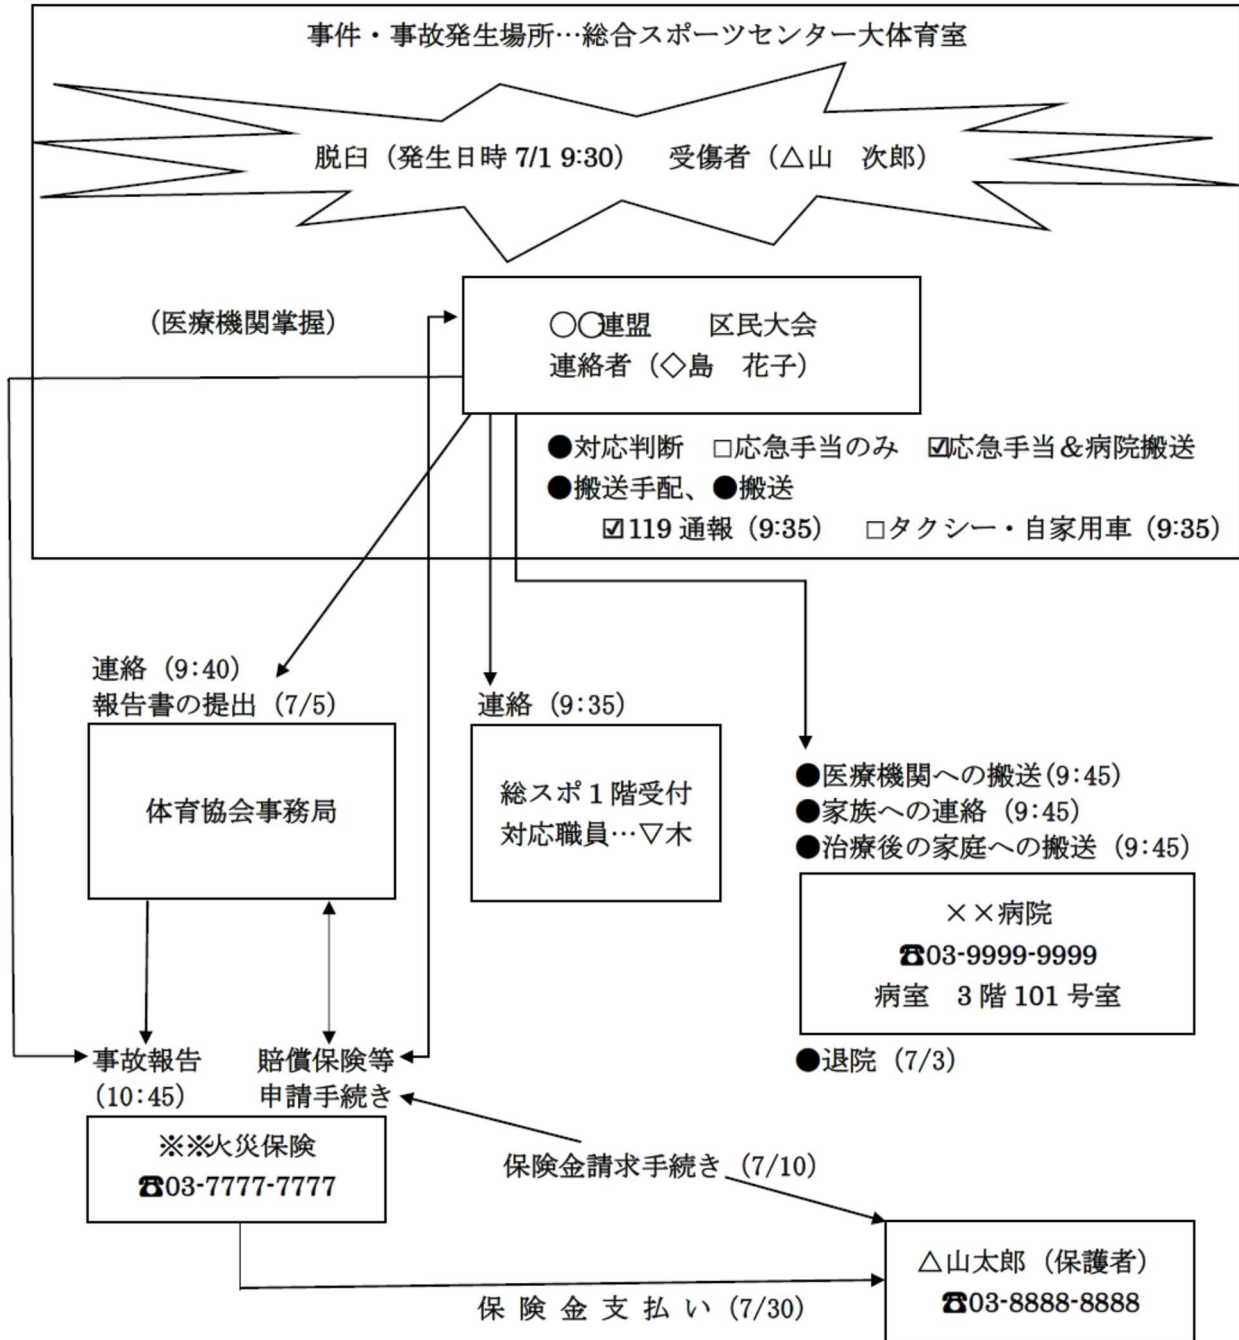 事件・事故発生場所…総合スポーツセンター大体育室
脱臼（発生日時 7/1 9:30）　受傷者（△山　次郎）
（医療機関掌握）
○○連盟　　区民大会
連絡者（◇島　花子）
●対応判断　□応急手当のみ　☑応急手当＆病院搬送
●搬送手配、●搬送
☑119 通報（9:35）　□タクシー・自家用車（9:35）
連絡（9:40）
報告書の提出（7/5）
体育協会事務局
連絡（9:35）
総スポ１階受付
対応職員…▽木
●医療機関への搬送(9:45)
●家族への連絡（9:45）
●治療後の家庭への搬送（9:45）
××病院
☎03-9999-9999
病室　３階 101 号室
●退院（7/3）
事故報告
(10:45)
賠償保険等
申請手続き
※※火災保険
☎03-7777-7777
保険金請求手続き（7/10）
△山太郎（保護者）
☎03-8888-8888
保 険 金 支 払 い（7/30）